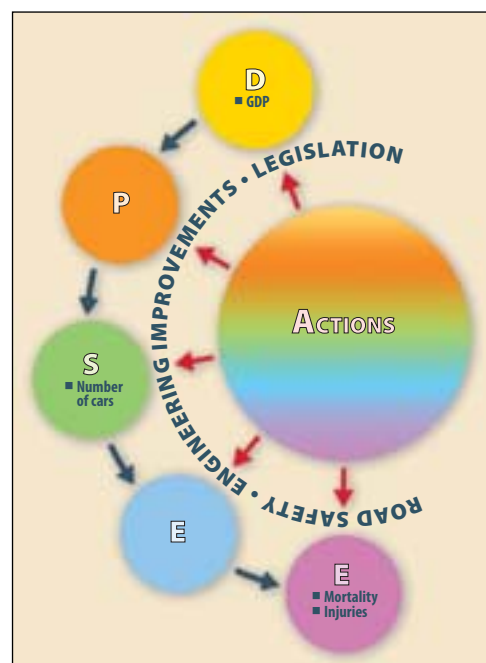 D
■ GDP
P
S
■ Number
of cars
E
E
■ Mortality
■ Injuries
ACTIONS
ROAD SAFETY • ENGINEERING IMPROVEMENTS • LEGISLATION